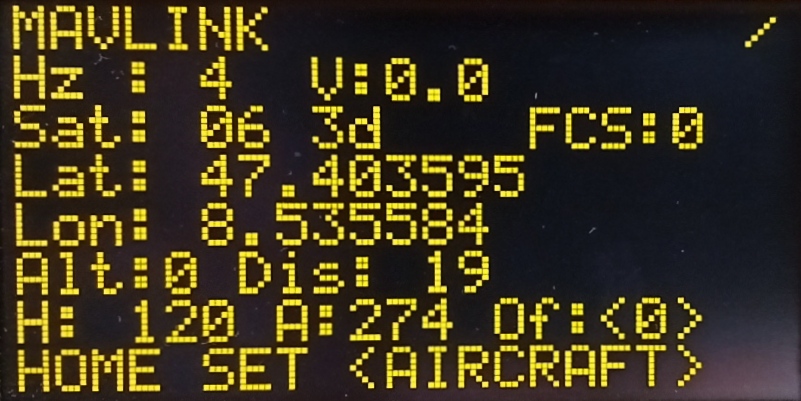 MAVLINK /
Hz : 4 V:0.0
Sat: 06 3d FCS:0
Lat: 47.403595
Lon: 8.535584
Alt:0 Dis: 19
H: 120 A:274 Of:<0>
HOME SET <AIRCRAFT>